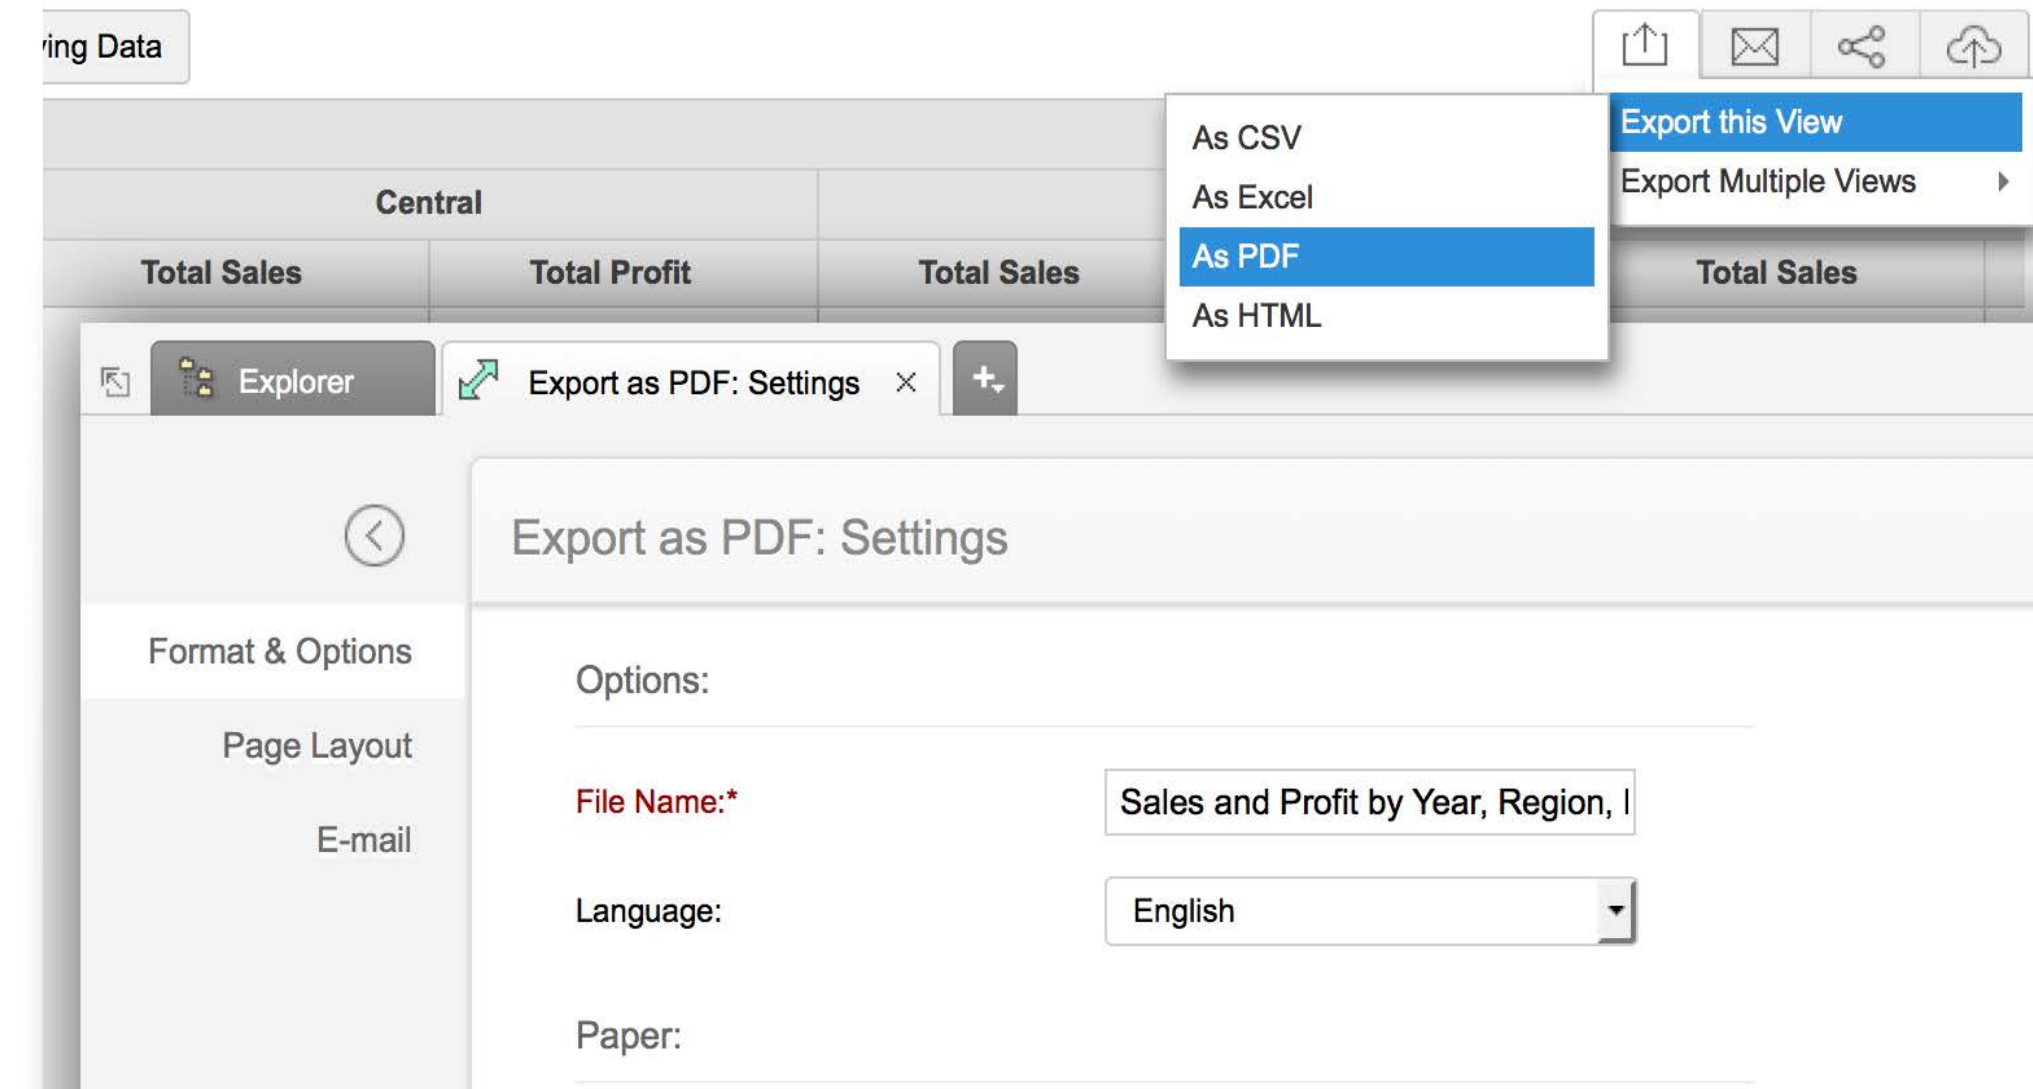 ving Data
Export this View
Export Multiple Views
As CSV
As Excel
As PDF
As HTML
Central
Total Sales Total Profit Total Sales Total Sales
Explorer
Export as PDF: Settings
Export as PDF: Settings
Format & Options
Page Layout
E-mail
Options:
File Name:* Sales and Profit by Year, Region,
Language: English
Paper: